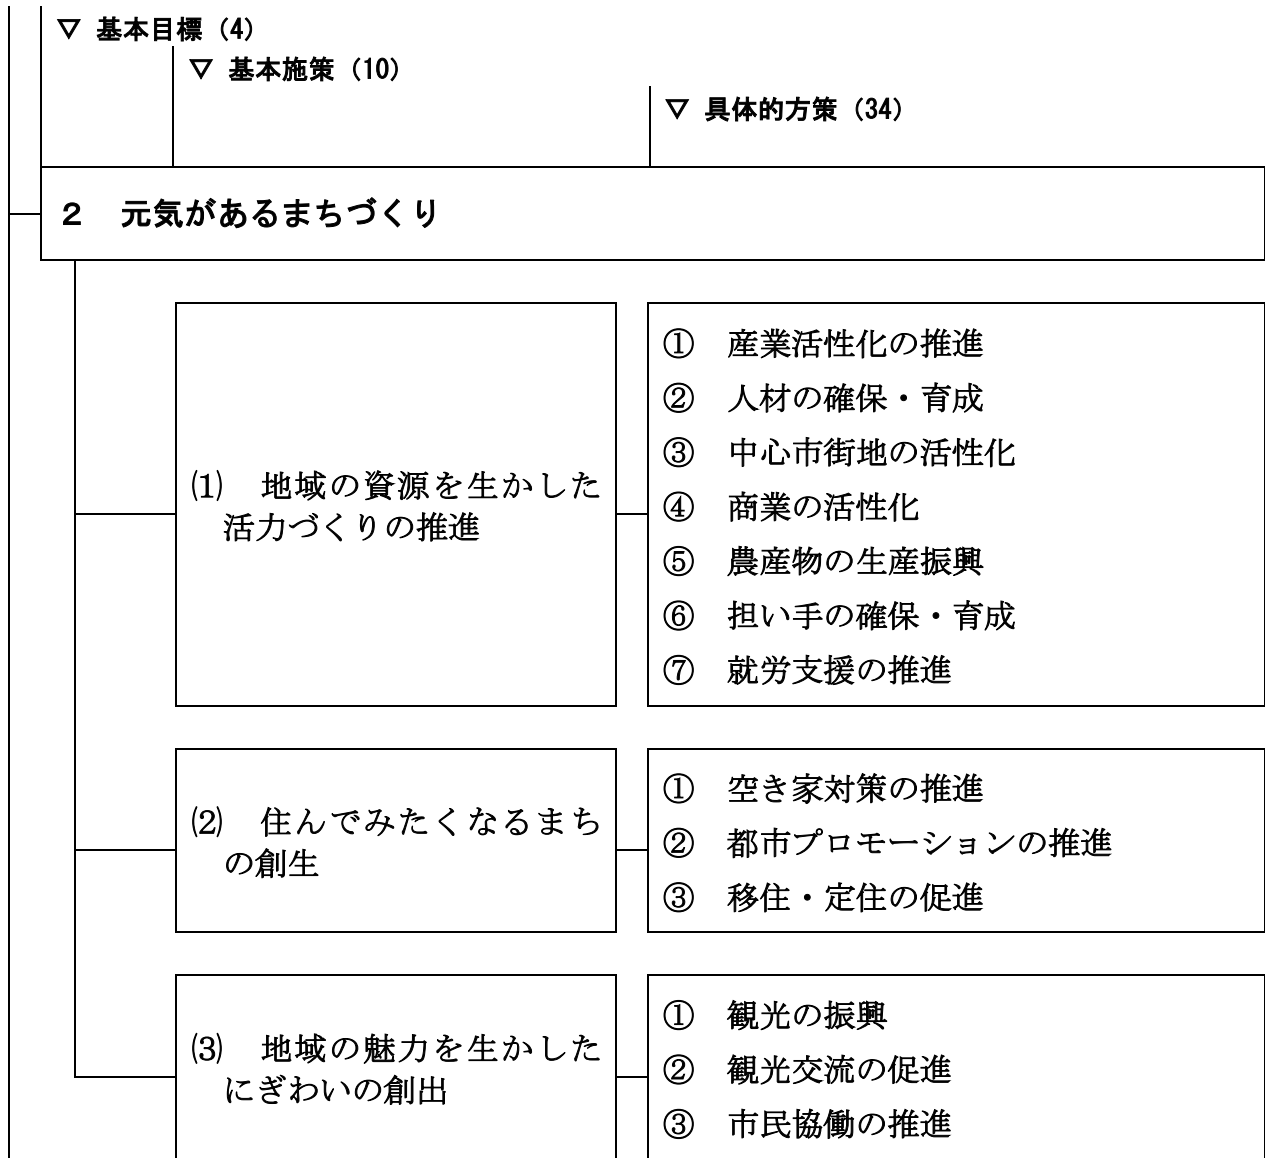 ▽ 基本目標（4）
▽ 基本施策（10）
▽ 具体的方策（34）
２　元気があるまちづくり
⑴　地域の資源を生かした
活力づくりの推進
①　産業活性化の推進
②　人材の確保・育成
③　中心市街地の活性化
④　商業の活性化
⑤　農産物の生産振興
⑥　担い手の確保・育成
⑦　就労支援の推進
⑵　住んでみたくなるまち
の創生
①　空き家対策の推進
②　都市プロモーションの推進
③　移住・定住の促進
⑶　地域の魅力を生かした
にぎわいの創出
①　観光の振興
②　観光交流の促進
③　市民協働の推進